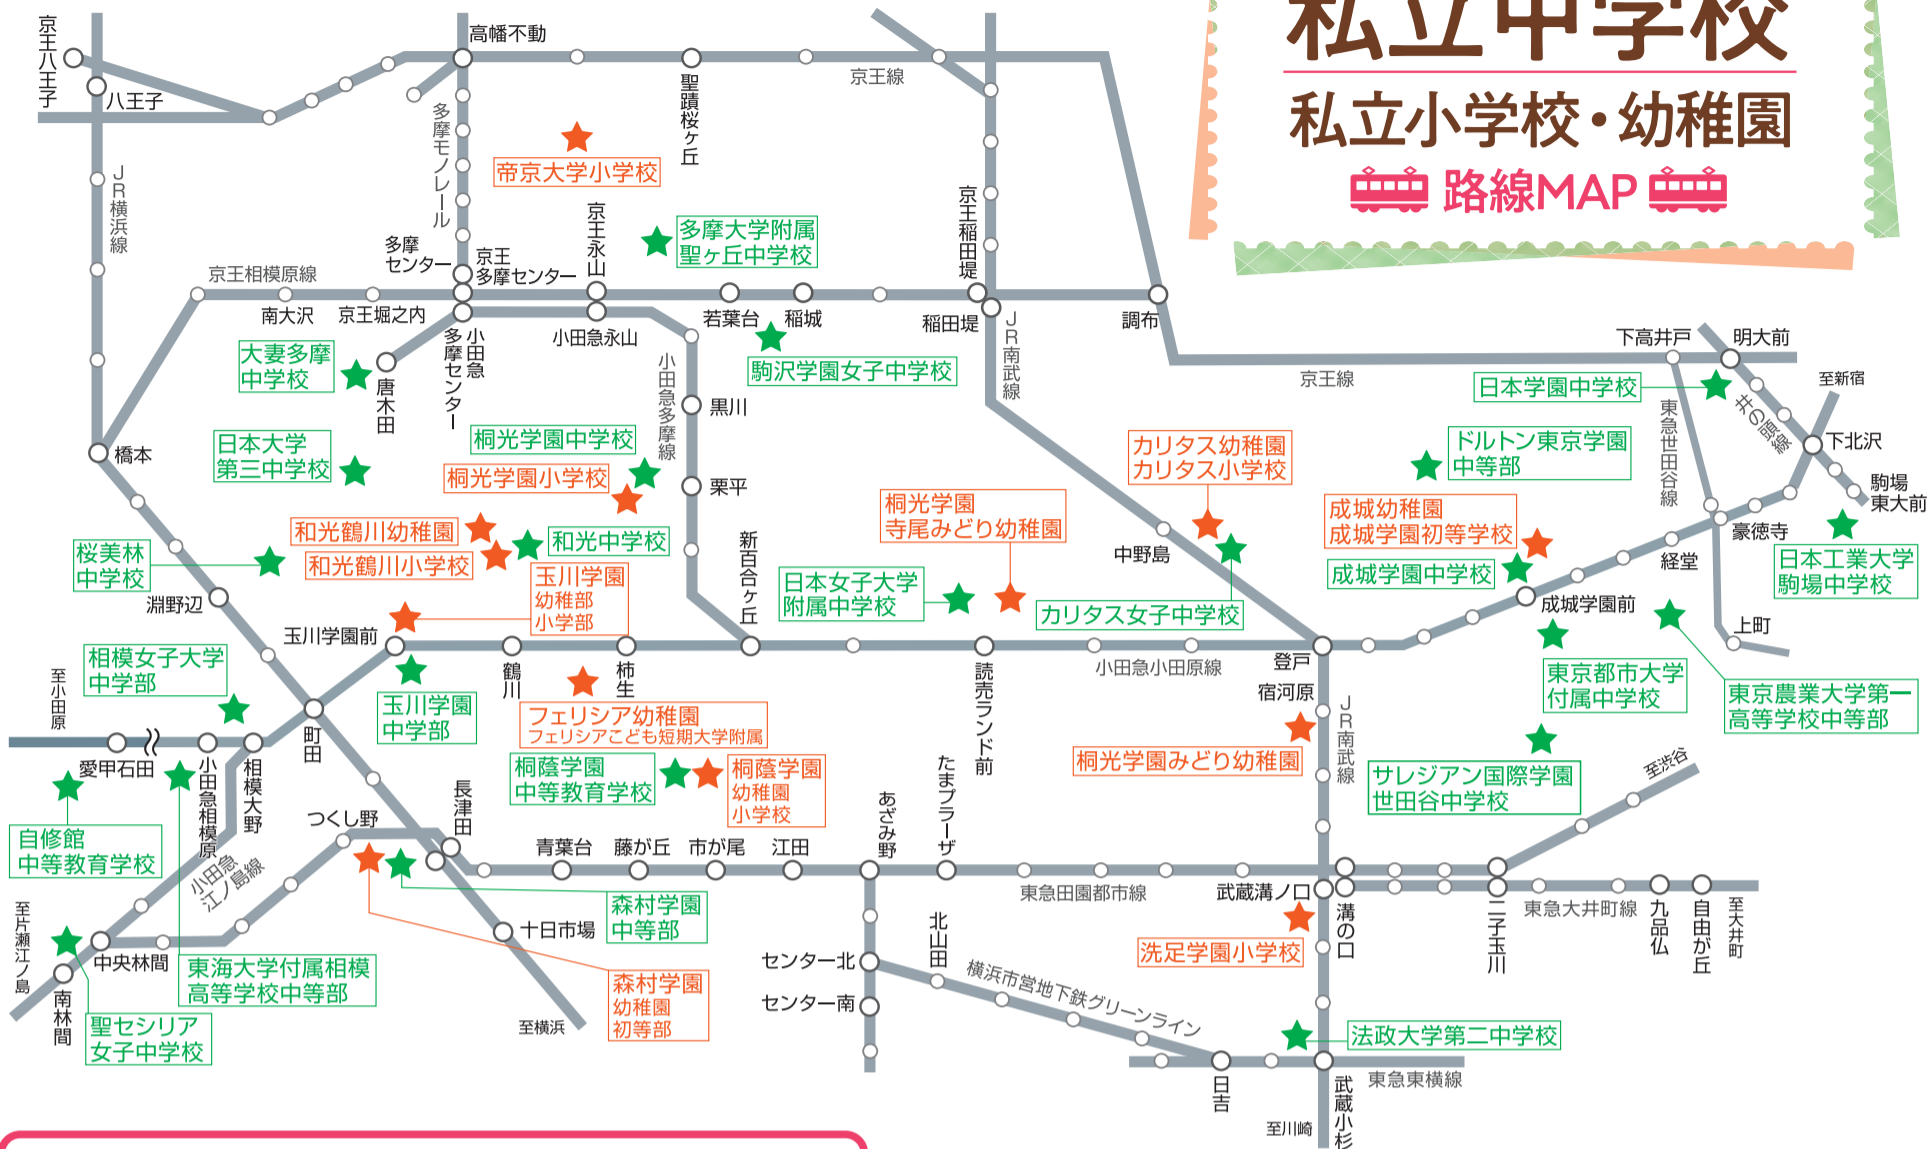 私立中学校
私立小学校・幼稚園
路線MAP
京王八王子
八王子
高幡不動
聖蹟桜ヶ丘
京王線
JR横浜線
多摩モノレール
帝京大学小学校
多摩大学附属
聖ヶ丘中学校
京王稲田堤
京王永山
多摩
センター
京王
多摩センター
京王相模原線
南大沢
京王堀之内
小田急永山
若葉台
稲城
稲田堤
JR南武線
調布
大妻多摩
中学校
唐木田
小田急
多摩センター
小田急多摩線
駒沢学園女子中学校
京王線
下高井戸
明大前
至新宿
日本学園中学校
東急世田谷線
井の頭線
下北沢
黒川
橋本
日本大学
第三中学校
桐光学園中学校
桐光学園小学校
栗平
カリタス幼稚園
カリタス小学校
ドルトン東京学園
中等部
駒場
東大前
桐光学園
寺尾みどり幼稚園
成城幼稚園
成城学園初等学校
豪徳寺
経堂
和光鶴川幼稚園
和光鶴川小学校
和光中学校
新百合ヶ丘
中野島
成城学園中学校
日本工業大学
駒場中学校
桜美林
中学校
淵野辺
玉川学園
幼稚部
小学部
日本女子大学
附属中学校
カリタス女子中学校
成城学園前
上町
玉川学園前
鶴川
柿生
読売ランド前
小田急小田原線
登戸
宿河原
相模女子大学
中学部
至小田原
玉川学園
中学部
フェリシア幼稚園
フェリシアこども短期大学附属
東京都市大学
付属中学校
東京農業大学第一
高等学校中等部
JR南武線
町田
愛甲石田
小田急相模原
相模大野
桐蔭学園
中等教育学校
桐蔭学園
幼稚園
小学校
たまプラーザ
桐光学園みどり幼稚園
サレジアン国際学園
世田谷中学校
至渋谷
自修館
中等教育学校
つくし野
長津田
青葉台
藤が丘
市が尾
江田
あざみ野
小田急
江ノ島線
森村学園
中等部
東急田園都市線
武蔵溝ノ口
溝の口
二子玉川
東急大井町線
九品仏
自由が丘
至大井町
至片瀬江ノ島
中央林間
南林間
十日市場
北山田
センター北
センター南
横浜市営地下鉄グリーンライン
洗足学園小学校
東海大学付属相模
高等学校中等部
聖セシリア
女子中学校
森村学園
幼稚園
初等部
至横浜
法政大学第二中学校
日吉
東急東横線
武蔵小杉
至川崎